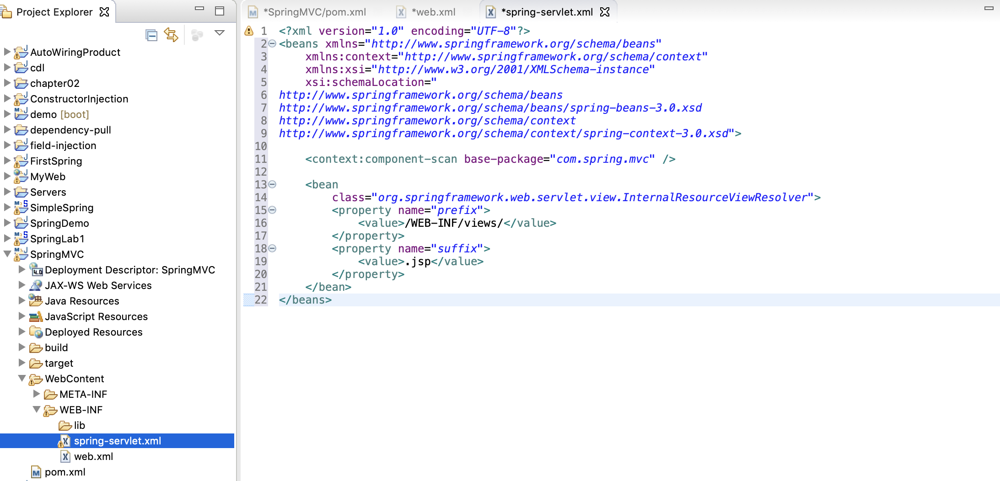 Project Explorer
AutoWiringProduct
cdl
chapter02
ConstructorInjection
demo [boot]
dependency-pull
field-injection
FirstSpring
MyWeb
Servers
SimpleSpring
SpringDemo
SpringLab1
SpringMVC
Deployment Descriptor: SpringMVC
JAX-WS Web Services
Java Resources
JavaScript Resources
Deployed Resources
build
target
WebContent
META-INF
WEB-INF
lib
spring-servlet.xml
web.xml
pom.xml
*SpringMVC/pom.xml *web.xml *spring-servlet.xml
1 <?xml version="1.0" encoding="UTF-8"?>
2 <beans xmlns="http://www.springframework.org/schema/beans"
3 xmlns:context="http://www.springframework.org/schema/context"
4 xmlns:xsi="http://www.w3.org/2001/XMLSchema-instance"
5 xsi:schemaLocation="
6 http://www.springframework.org/schema/beans
7 http://www.springframework.org/schema/beans/spring-beans-3.0.xsd
8 http://www.springframework.org/schema/context
9 http://www.springframework.org/schema/context/spring-context-3.0.xsd">
10
11 <context:component-scan base-package="com.spring.mvc" />
12
13 <bean
14 class="org.springframework.web.servlet.view.InternalResourceViewResolver">
15 <property name="prefix">
16 <value>/WEB-INF/views/</value>
17 </property>
18 <property name="suffix">
19 <value>.jsp</value>
20 </property>
21 </bean>
22 </beans>